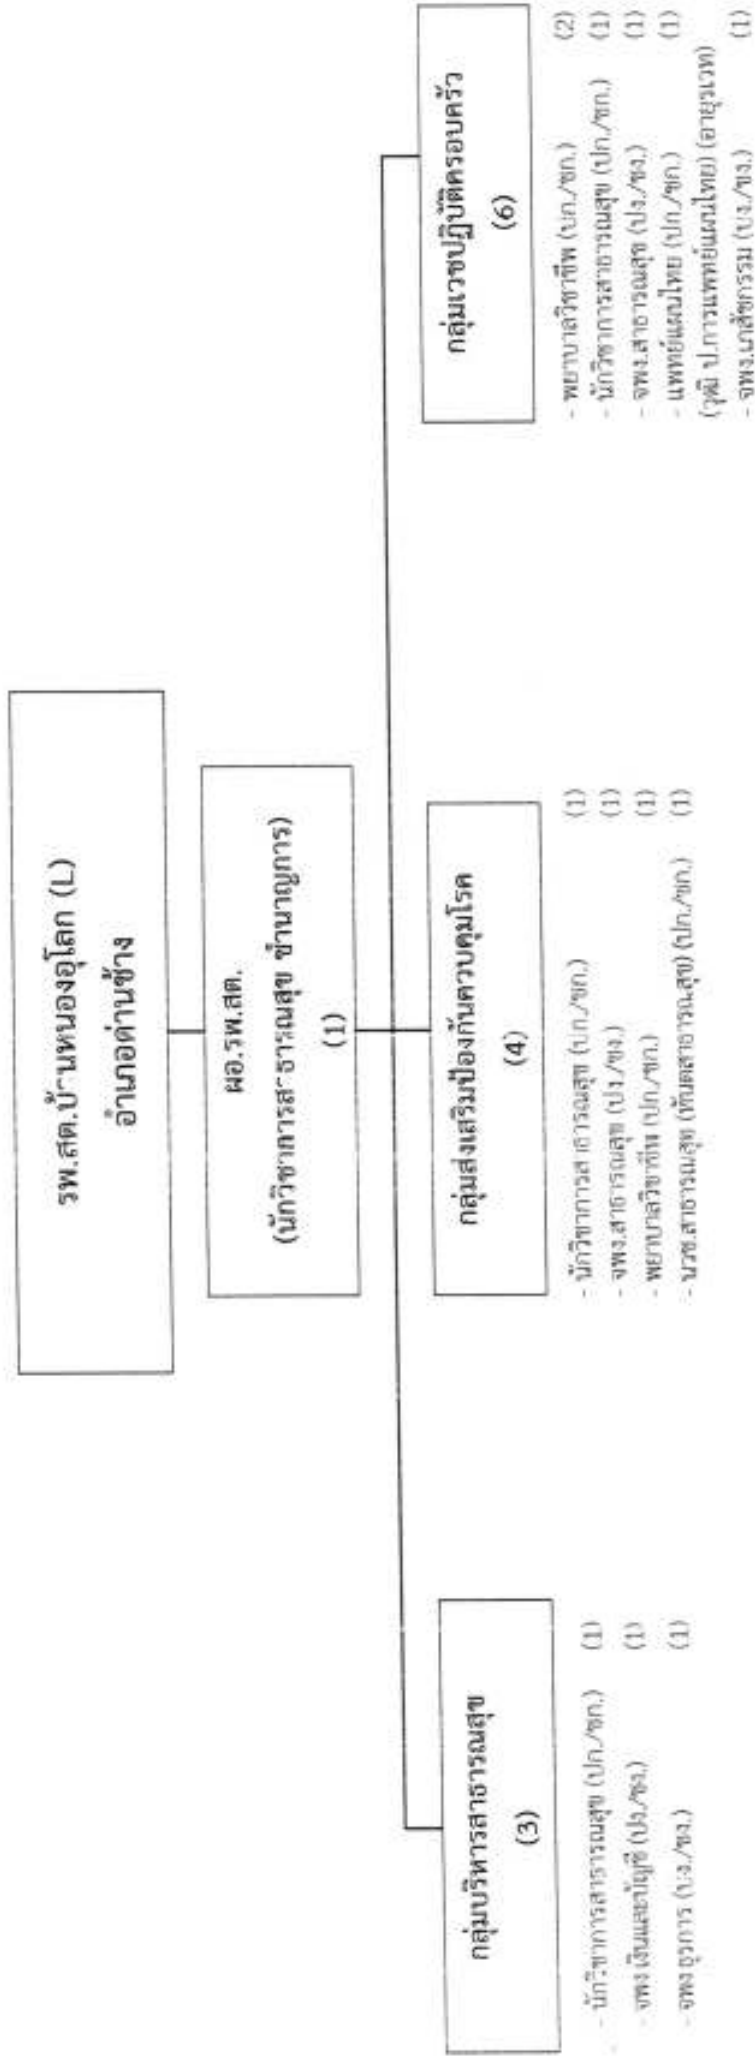 รพ.สต.บ้านหนองอุโลก (L)
อำเภอด่านช้าง
ผอ.รพ.สต.
(นักวิชาการสาธารณสุข ชำนาญการ)
(1)
กลุ่มบริหารสาธารณสุข
(3)
- นักวิชาการสาธารณสุข (ปก./ชก.) (1)
- จพง.เงินและบัญชี (ปง./ชง.) (1)
- จพง.ธุรการ (ปง./ชง.) (1)
กลุ่มส่งเสริมป้องกันควบคุมโรค
(4)
- นักวิชาการสาธารณสุข (ปก./ชก.) (1)
- จพง.สาธารณสุข (ปง./ชง.) (1)
- พยาบาลวิชาชีพ (ปก./ชก.) (1)
- นวช.สาธารณสุข (ทันตสาธารณสุข) (ปก./ชก.) (1)
กลุ่มเวชปฏิบัติครอบครัว
(6)
- พยาบาลวิชาชีพ (ปก./ชก.) (2)
- นักวิชาการสาธารณสุข (ปก./ชก.) (1)
- จพง.สาธารณสุข (ปง./ชง.) (1)
- แพทย์แผนไทย (ปก./ชก.) (1)
(วุฒิ ป.การแพทย์แผนไทย) (อายุรเวท)
- จพง.เภสัชกรรม (ปง./ชง.) (1)